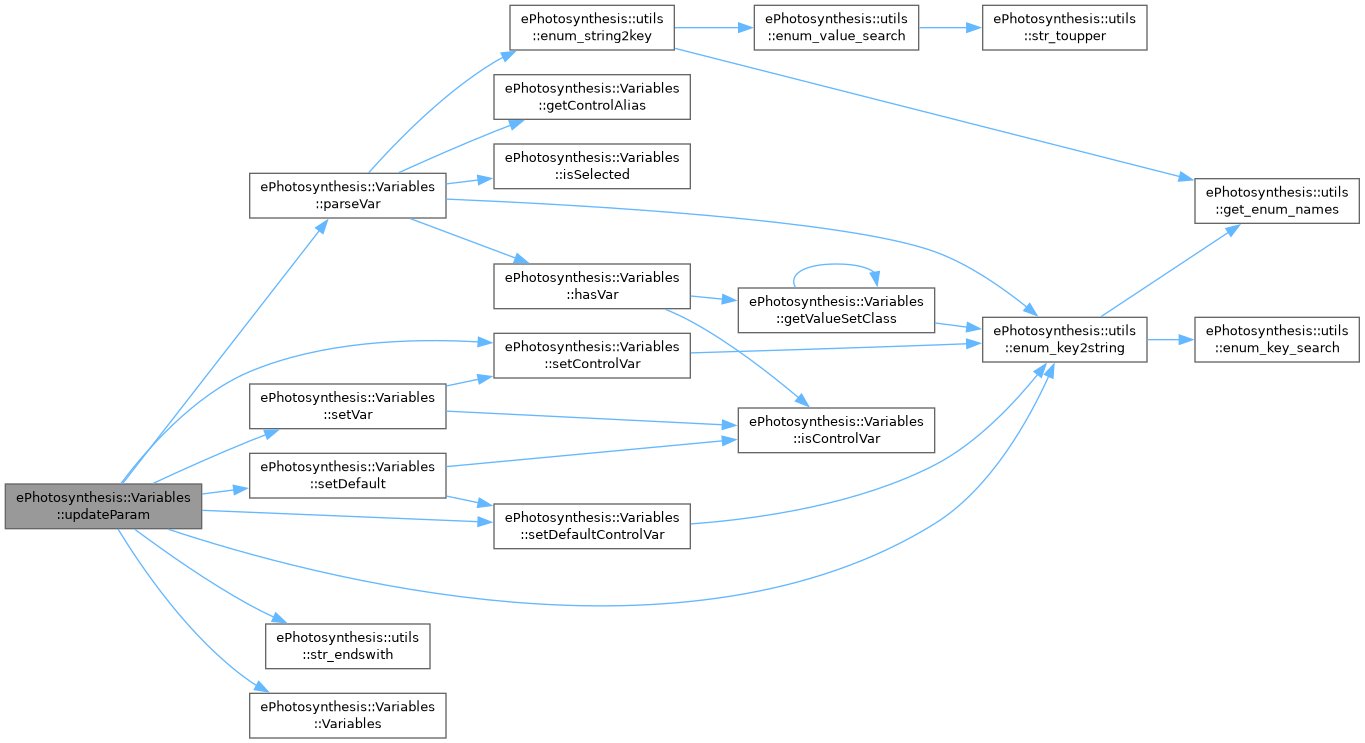 ePhotosynthesis::utils
::enum_string2key
ePhotosynthesis::utils
::enum_value_search
ePhotosynthesis::utils
::str_toupper
ePhotosynthesis::Variables
::getControlAlias
ePhotosynthesis::Variables
::isSelected
ePhotosynthesis::Variables
::parseVar
ePhotosynthesis::utils
::get_enum_names
ePhotosynthesis::Variables
::hasVar
ePhotosynthesis::Variables
::getValueSetClass
ePhotosynthesis::utils
::enum_key2string
ePhotosynthesis::utils
::enum_key_search
ePhotosynthesis::Variables
::setControlVar
ePhotosynthesis::Variables
::setVar
ePhotosynthesis::Variables
::isControlVar
ePhotosynthesis::Variables
::setDefault
ePhotosynthesis::Variables
::updateParam
ePhotosynthesis::Variables
::setDefaultControlVar
ePhotosynthesis::utils
::str_endswith
ePhotosynthesis::Variables
::Variables